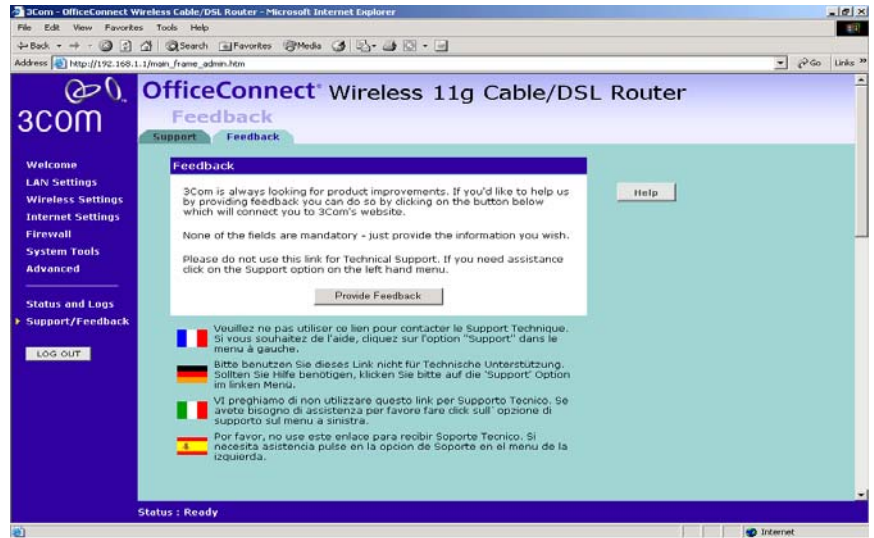 3Com - OfficeConnect Wireless Cable/DSL Router - Microsoft Internet Explorer
File Edit View Favorites Tools Help
Back Search Favorites Media
Address http://192.168.1.1/main_frame_admin.htm Go Links »
3COM
OfficeConnect® Wireless 11g Cable/DSL Router
Feedback
Support Feedback
Welcome
LAN Settings
Wireless Settings
Internet Settings
Firewall
System Tools
Advanced
Status and Logs
Support/Feedback
LOG OUT
Feedback
3Com is always looking for product improvements. If you'd like to help us
by providing feedback you can do so by clicking on the button below
which will connect you to 3Com's website.
None of the fields are mandatory - just provide the information you wish.
Please do not use this link for Technical Support. If you need assistance
click on the Support option on the left hand menu.
Provide Feedback
Help
Veuillez ne pas utiliser ce lien pour contacter le Support Technique.
Si vous souhaitez de l'aide, cliquez sur l'option "Support" dans le
menu à gauche.
Bitte benutzen Sie dieses Link nicht für Technische Unterstützung.
Sollten Sie Hilfe benötigen, klicken Sie bitte auf die 'Support' Option
im linken Menü.
VI preghiamo di non utilizzare questo link per Supporto Tecnico. Se
avete bisogno di assistenza per favore fare click sull' opzione di
supporto sul menu a sinistra.
Por favor, no use este enlace para recibir Soporte Tecnico. Si
necesita asistencia pulse en la opcion de Soporte en el menu de la
izquierda.
Status : Ready
Internet